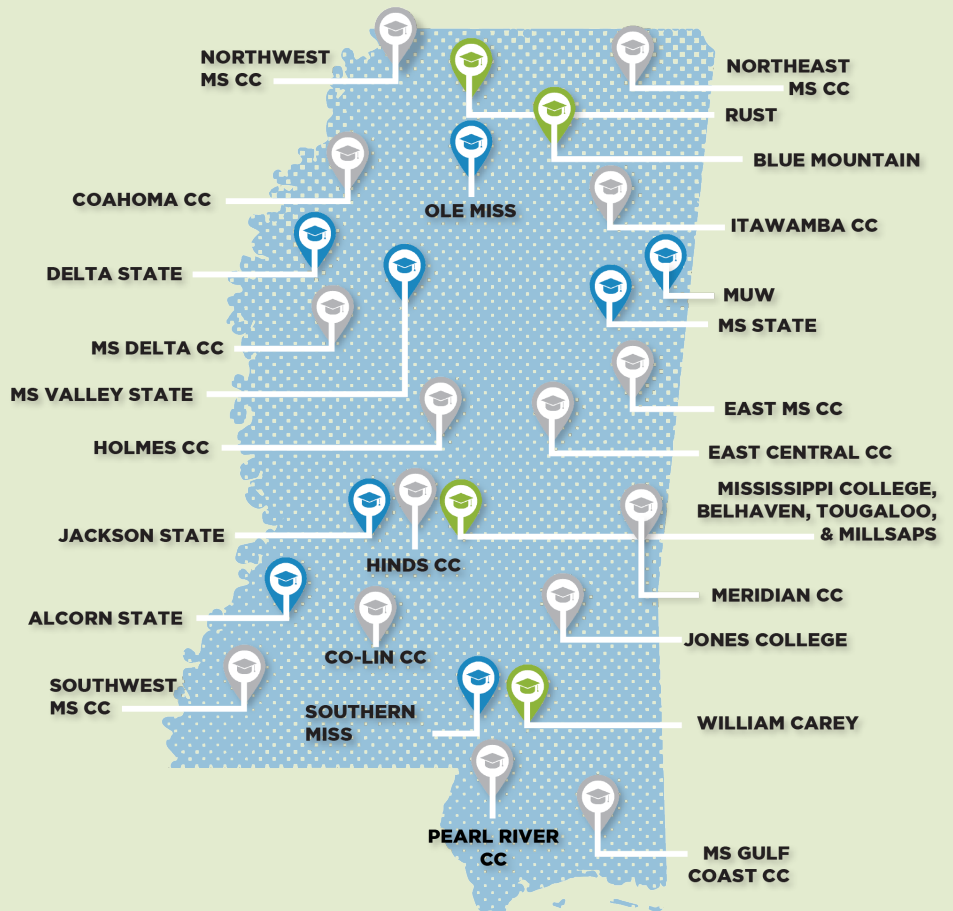 NORTHWEST
MS CC
NORTHEAST
MS CC
RUST
BLUE MOUNTAIN
COAHOMA CC
OLE MISS
ITAWAMBA CC
DELTA STATE
MUW
MS STATE
MS DELTA CC
MS VALLEY STATE
EAST MS CC
HOLMES CC
EAST CENTRAL CC
MISSISSIPPI COLLEGE,
BELHAVEN, TOUGALOO,
& MILLSAPS
JACKSON STATE
HINDS CC
MERIDIAN CC
ALCORN STATE
JONES COLLEGE
CO-LIN CC
SOUTHWEST
MS CC
SOUTHERN
MISS
WILLIAM CAREY
PEARL RIVER
CC
MS GULF
COAST CC